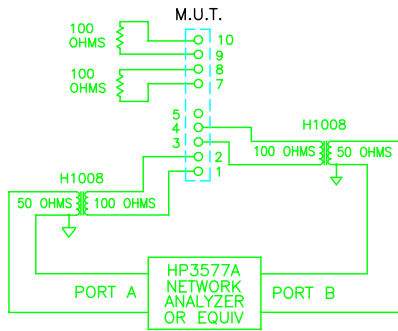 M.U.T.
100
OHMS
10
9
100
OHMS
8
7
5
4
3
2
1
H1008
100 OHMS
50 OHMS
H1008
50 OHMS
100 OHMS
PORT A
HP3577A
NETWORK
ANALYZER
OR EQUIV
PORT B